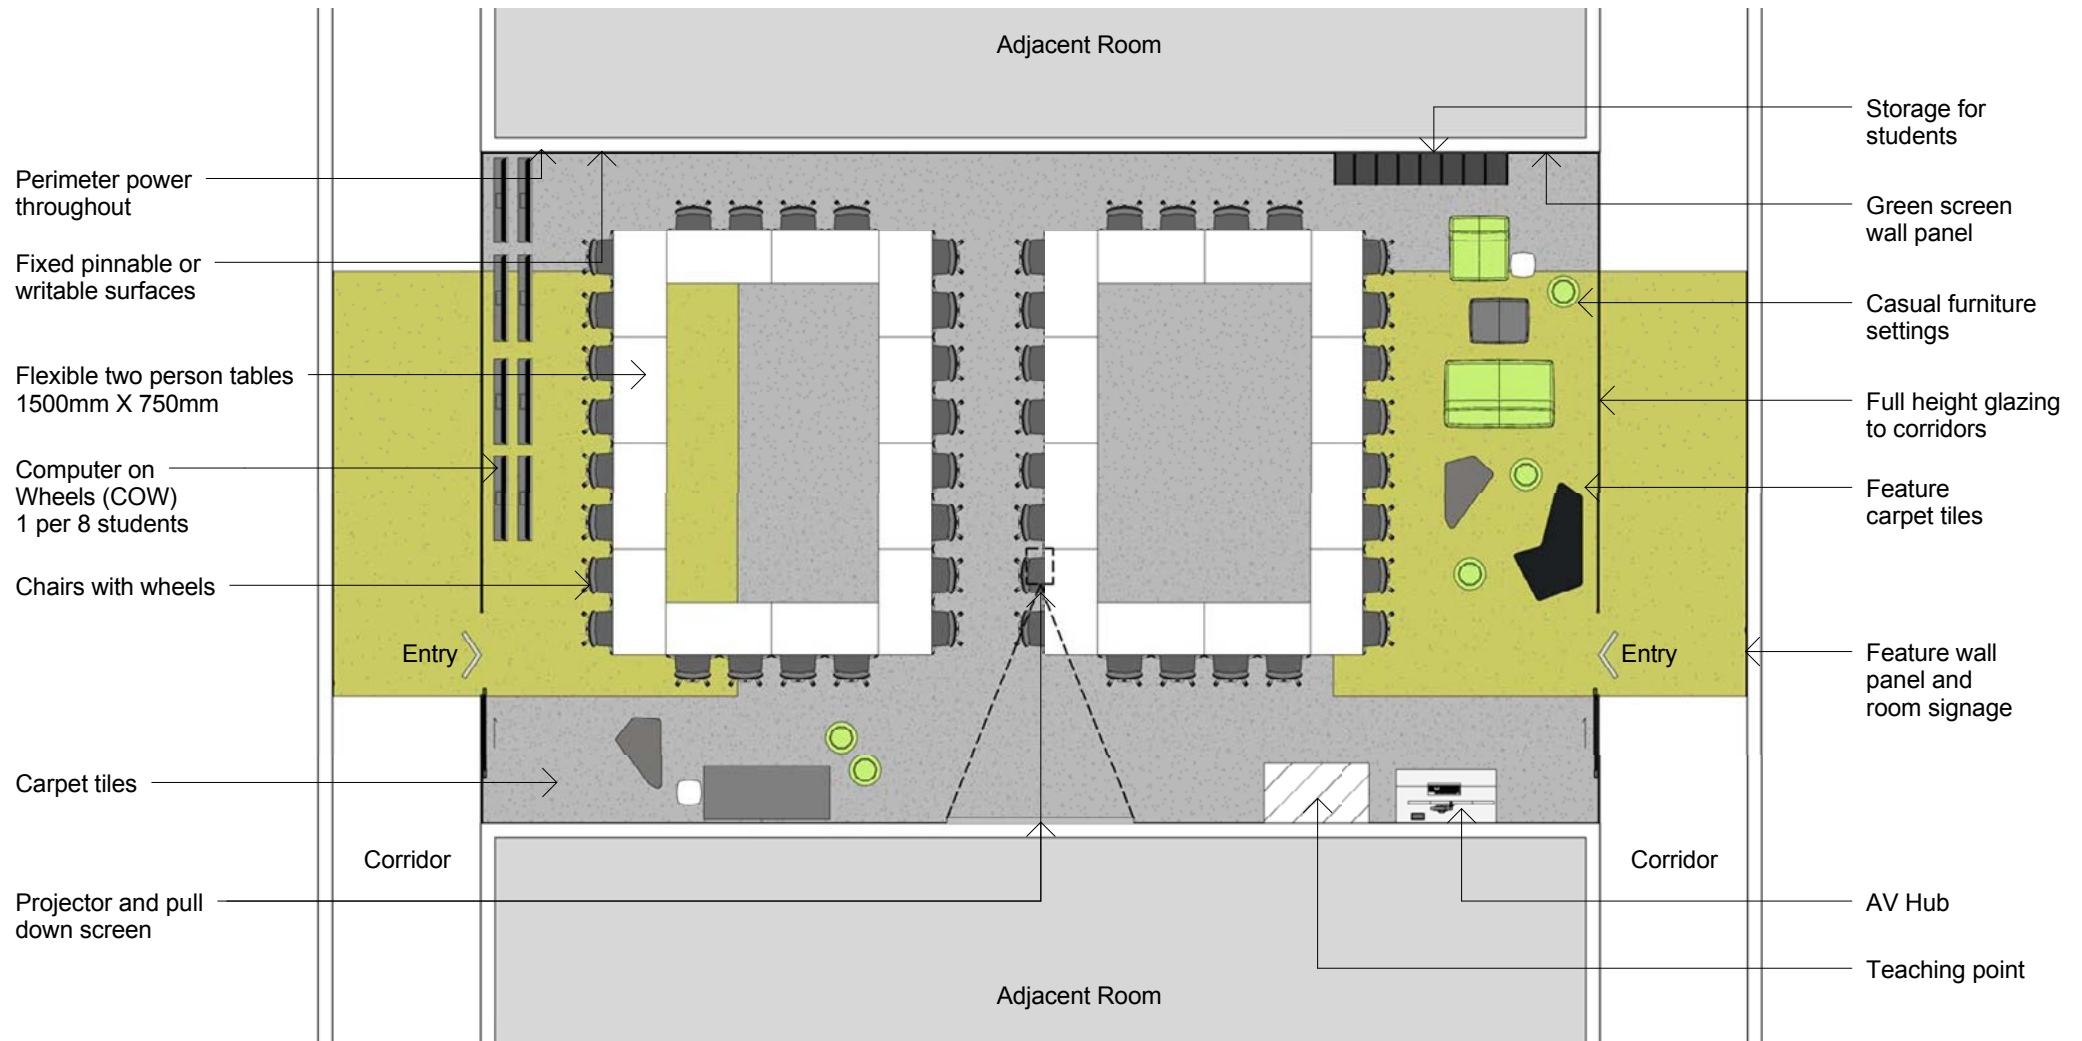 Adjacent Room
Perimeter power
throughout
Fixed pinnable or
writable surfaces
Flexible two person tables
1500mm X 750mm
Computer on
Wheels (COW)
1 per 8 students
Chairs with wheels
Entry
Carpet tiles
Corridor
Projector and pull
down screen
Storage for
students
Green screen
wall panel
Casual furniture
settings
Full height glazing
to corridors
Feature
carpet tiles
Entry
Feature wall
panel and
room signage
Corridor
AV Hub
Teaching point
Adjacent Room